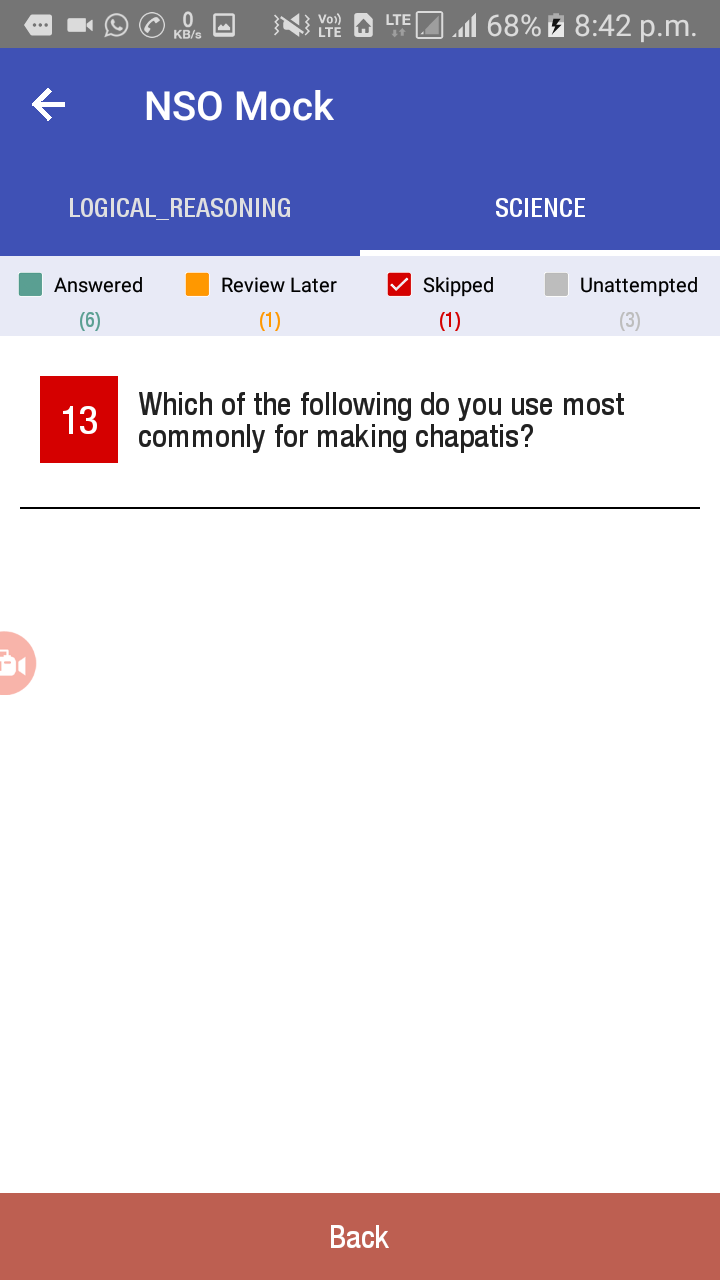 0
KB/s
Vo))
LTE
LTE
68%
8:42 p.m.
NSO Mock
LOGICAL_REASONING
SCIENCE
Answered
Review Later
Skipped
Unattempted
(6)
(1)
(1)
(3)
13
Which of the following do you use most
commonly for making chapatis?
Back